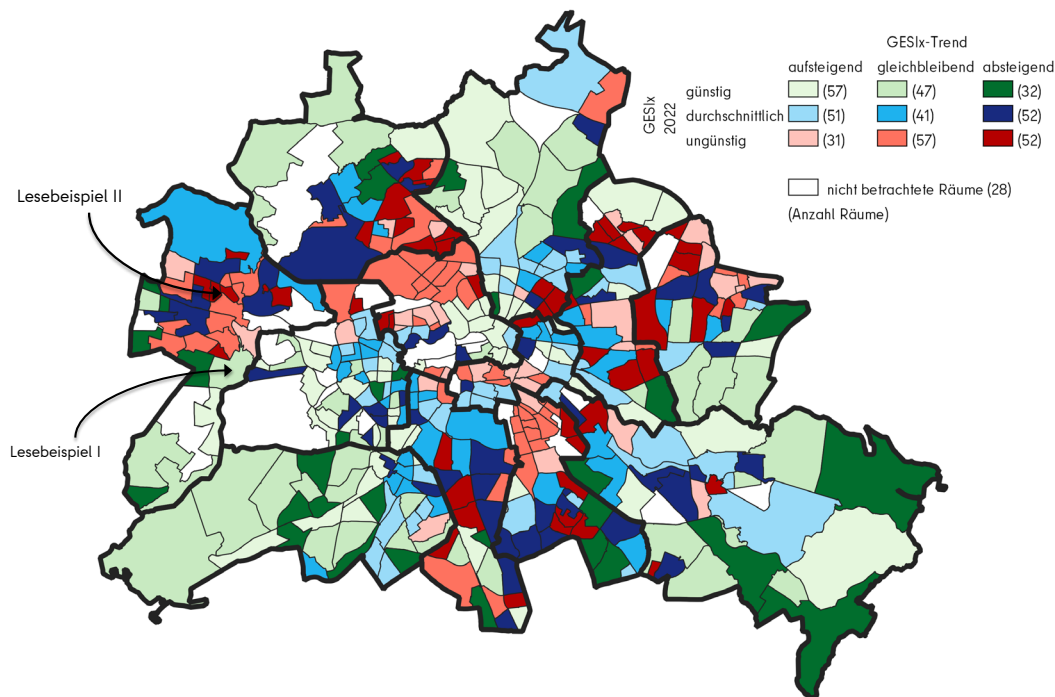 GESIx-Trend
aufsteigend gleichbleibend absteigend
GESIx 2022
günstig (57) (47) (32)
durchschnittlich (51) (41) (52)
ungünstig (31) (57) (52)
nicht betrachtete Räume (28)
(Anzahl Räume)
Lesebeispiel II
Lesebeispiel I